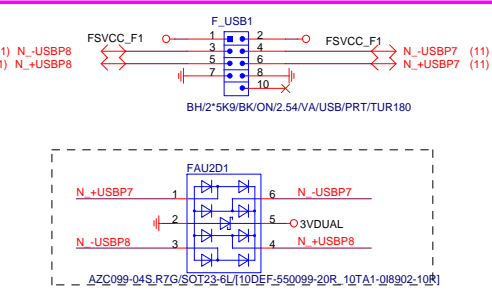 F_USB1
FSVCC_F1 1 2 FSVCC_F1
1) N_-USBP8 3 4 N_-USBP7 (11)
1) N_+USBP8 5 6 N_+USBP7 (11)
7 8
10
BH/2*5K9/BK/ON/2.54/VA/USB/PRT/TUR180
FAU2D1
N_+USBP7 1 6 N_-USBP7
2 5 3VDUAL
N_-USBP8 3 4 N_+USBP8
AZC099-04S.R7G/SOT23-6L/[10DEF-550099-20R_10TA1-0I8902-10R]